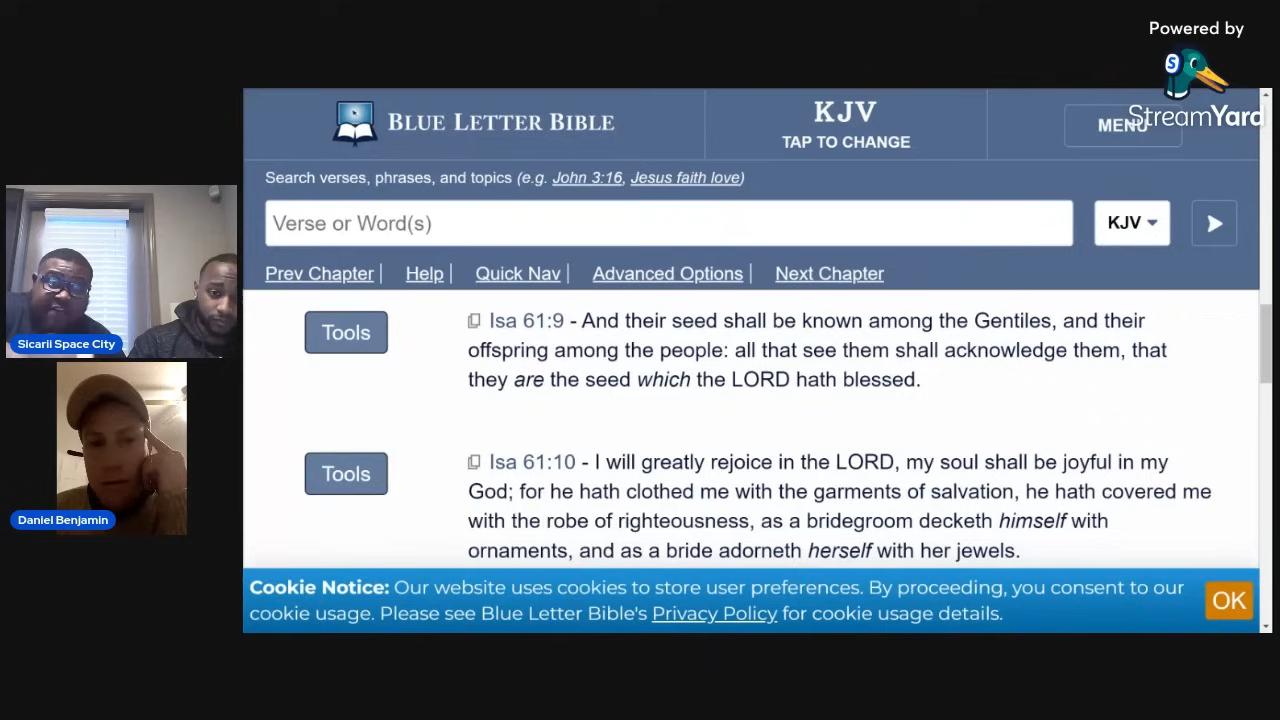 Powered by
StreamYard
BLUE LETTER BIBLE
KJV
TAP TO CHANGE
MENU
Search verses, phrases, and topics (e.g. John 3:16, Jesus faith love)
Verse or Word(s)
KJV
Prev Chapter | Help | Quick Nav | Advanced Options | Next Chapter
Tools
Isa 61:9 - And their seed shall be known among the Gentiles, and their
offspring among the people: all that see them shall acknowledge them, that
they are the seed which the LORD hath blessed.
Tools
Isa 61:10 - I will greatly rejoice in the LORD, my soul shall be joyful in my
God; for he hath clothed me with the garments of salvation, he hath covered me
with the robe of righteousness, as a bridegroom decketh himself with
ornaments, and as a bride adorneth herself with her jewels.
Cookie Notice: Our website uses cookies to store user preferences. By proceeding, you consent to our
cookie usage. Please see Blue Letter Bible's Privacy Policy for cookie usage details.
OK
Sicarii Space City
Daniel Benjamin